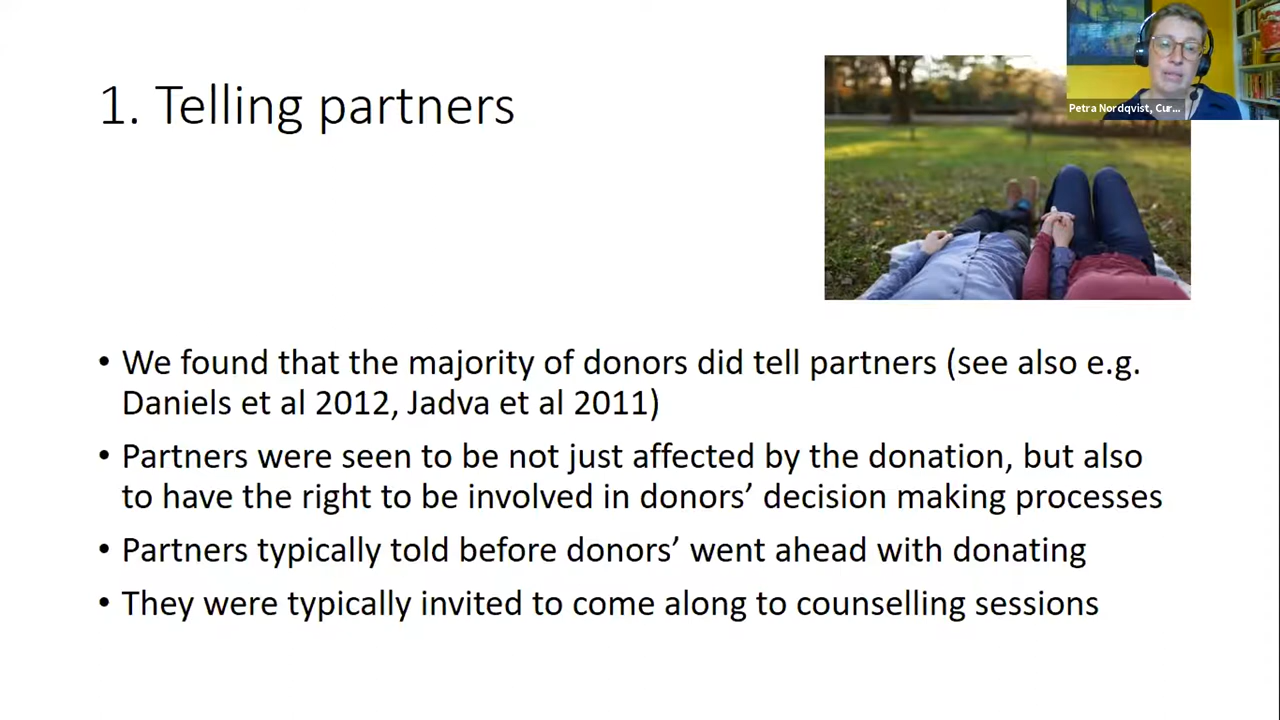 1. Telling partners
Petra Nordqvist, Cur...
• We found that the majority of donors did tell partners (see also e.g.
Daniels et al 2012, Jadva et al 2011)
• Partners were seen to be not just affected by the donation, but also
to have the right to be involved in donors’ decision making processes
• Partners typically told before donors’ went ahead with donating
• They were typically invited to come along to counselling sessions